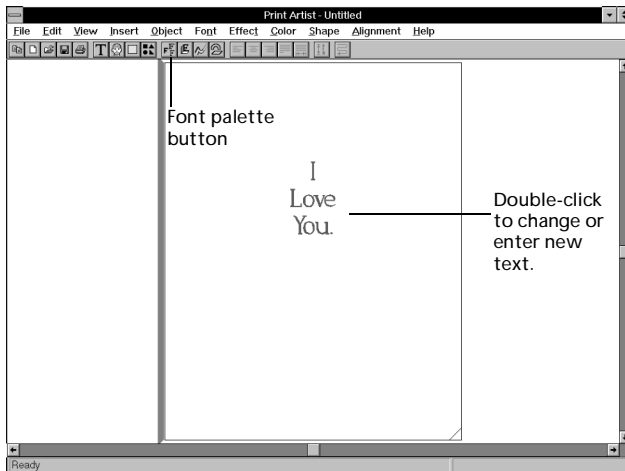 Print Artist - Untitled
File Edit View Insert Object Font Effect Color Shape Alignment Help
Font palette
button
I
Love
You.
Double-click
to change or
enter new
text.
Ready